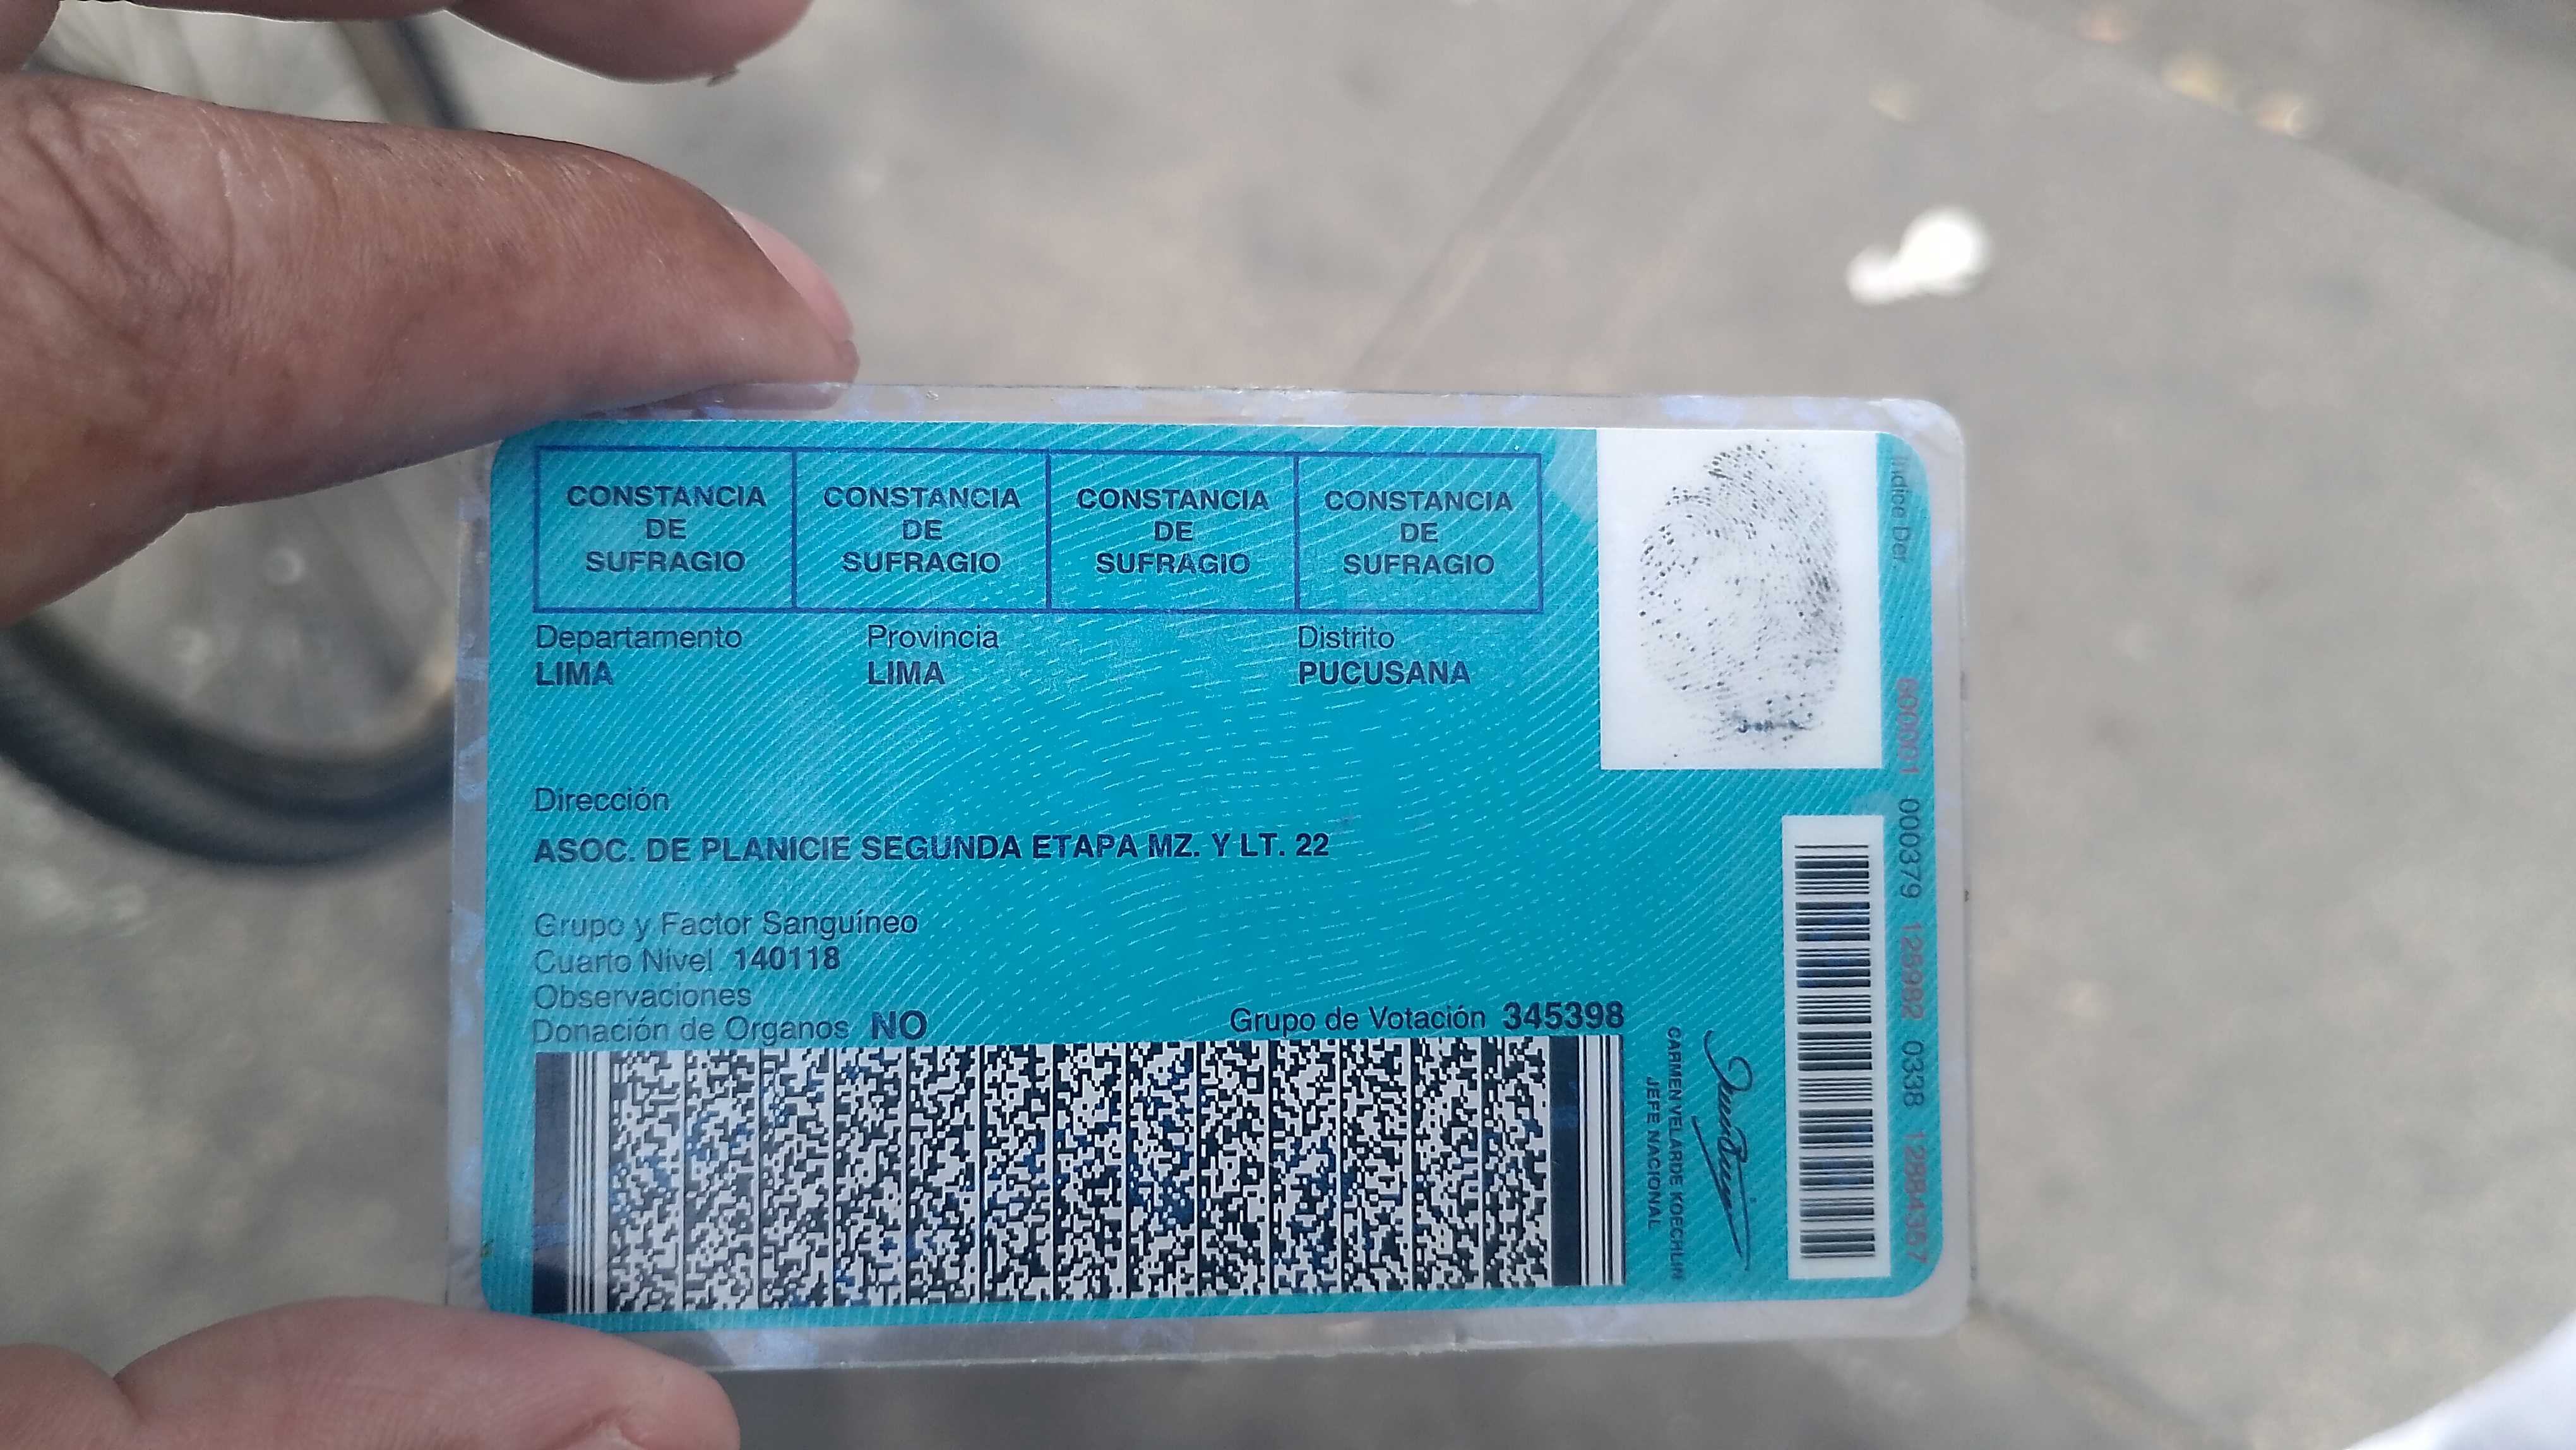 CONSTANCIA DE SUFRAGIO
CONSTANCIA DE SUFRAGIO
CONSTANCIA DE SUFRAGIO
CONSTANCIA DE SUFRAGIO
Indice Der.
Departamento Provincia Distrito
LIMA LIMA PUCUSANA
Dirección
ASOC. DE PLANICIE SEGUNDA ETAPA MZ. Y LT. 22
Grupo y Factor Sanguíneo
Cuarto Nivel 140118
Observaciones
Donación de Organos NO
Grupo de Votación 345398
CARMEN VELARDE KOECHLIN
JEFE NACIONAL
000379 125982 0338